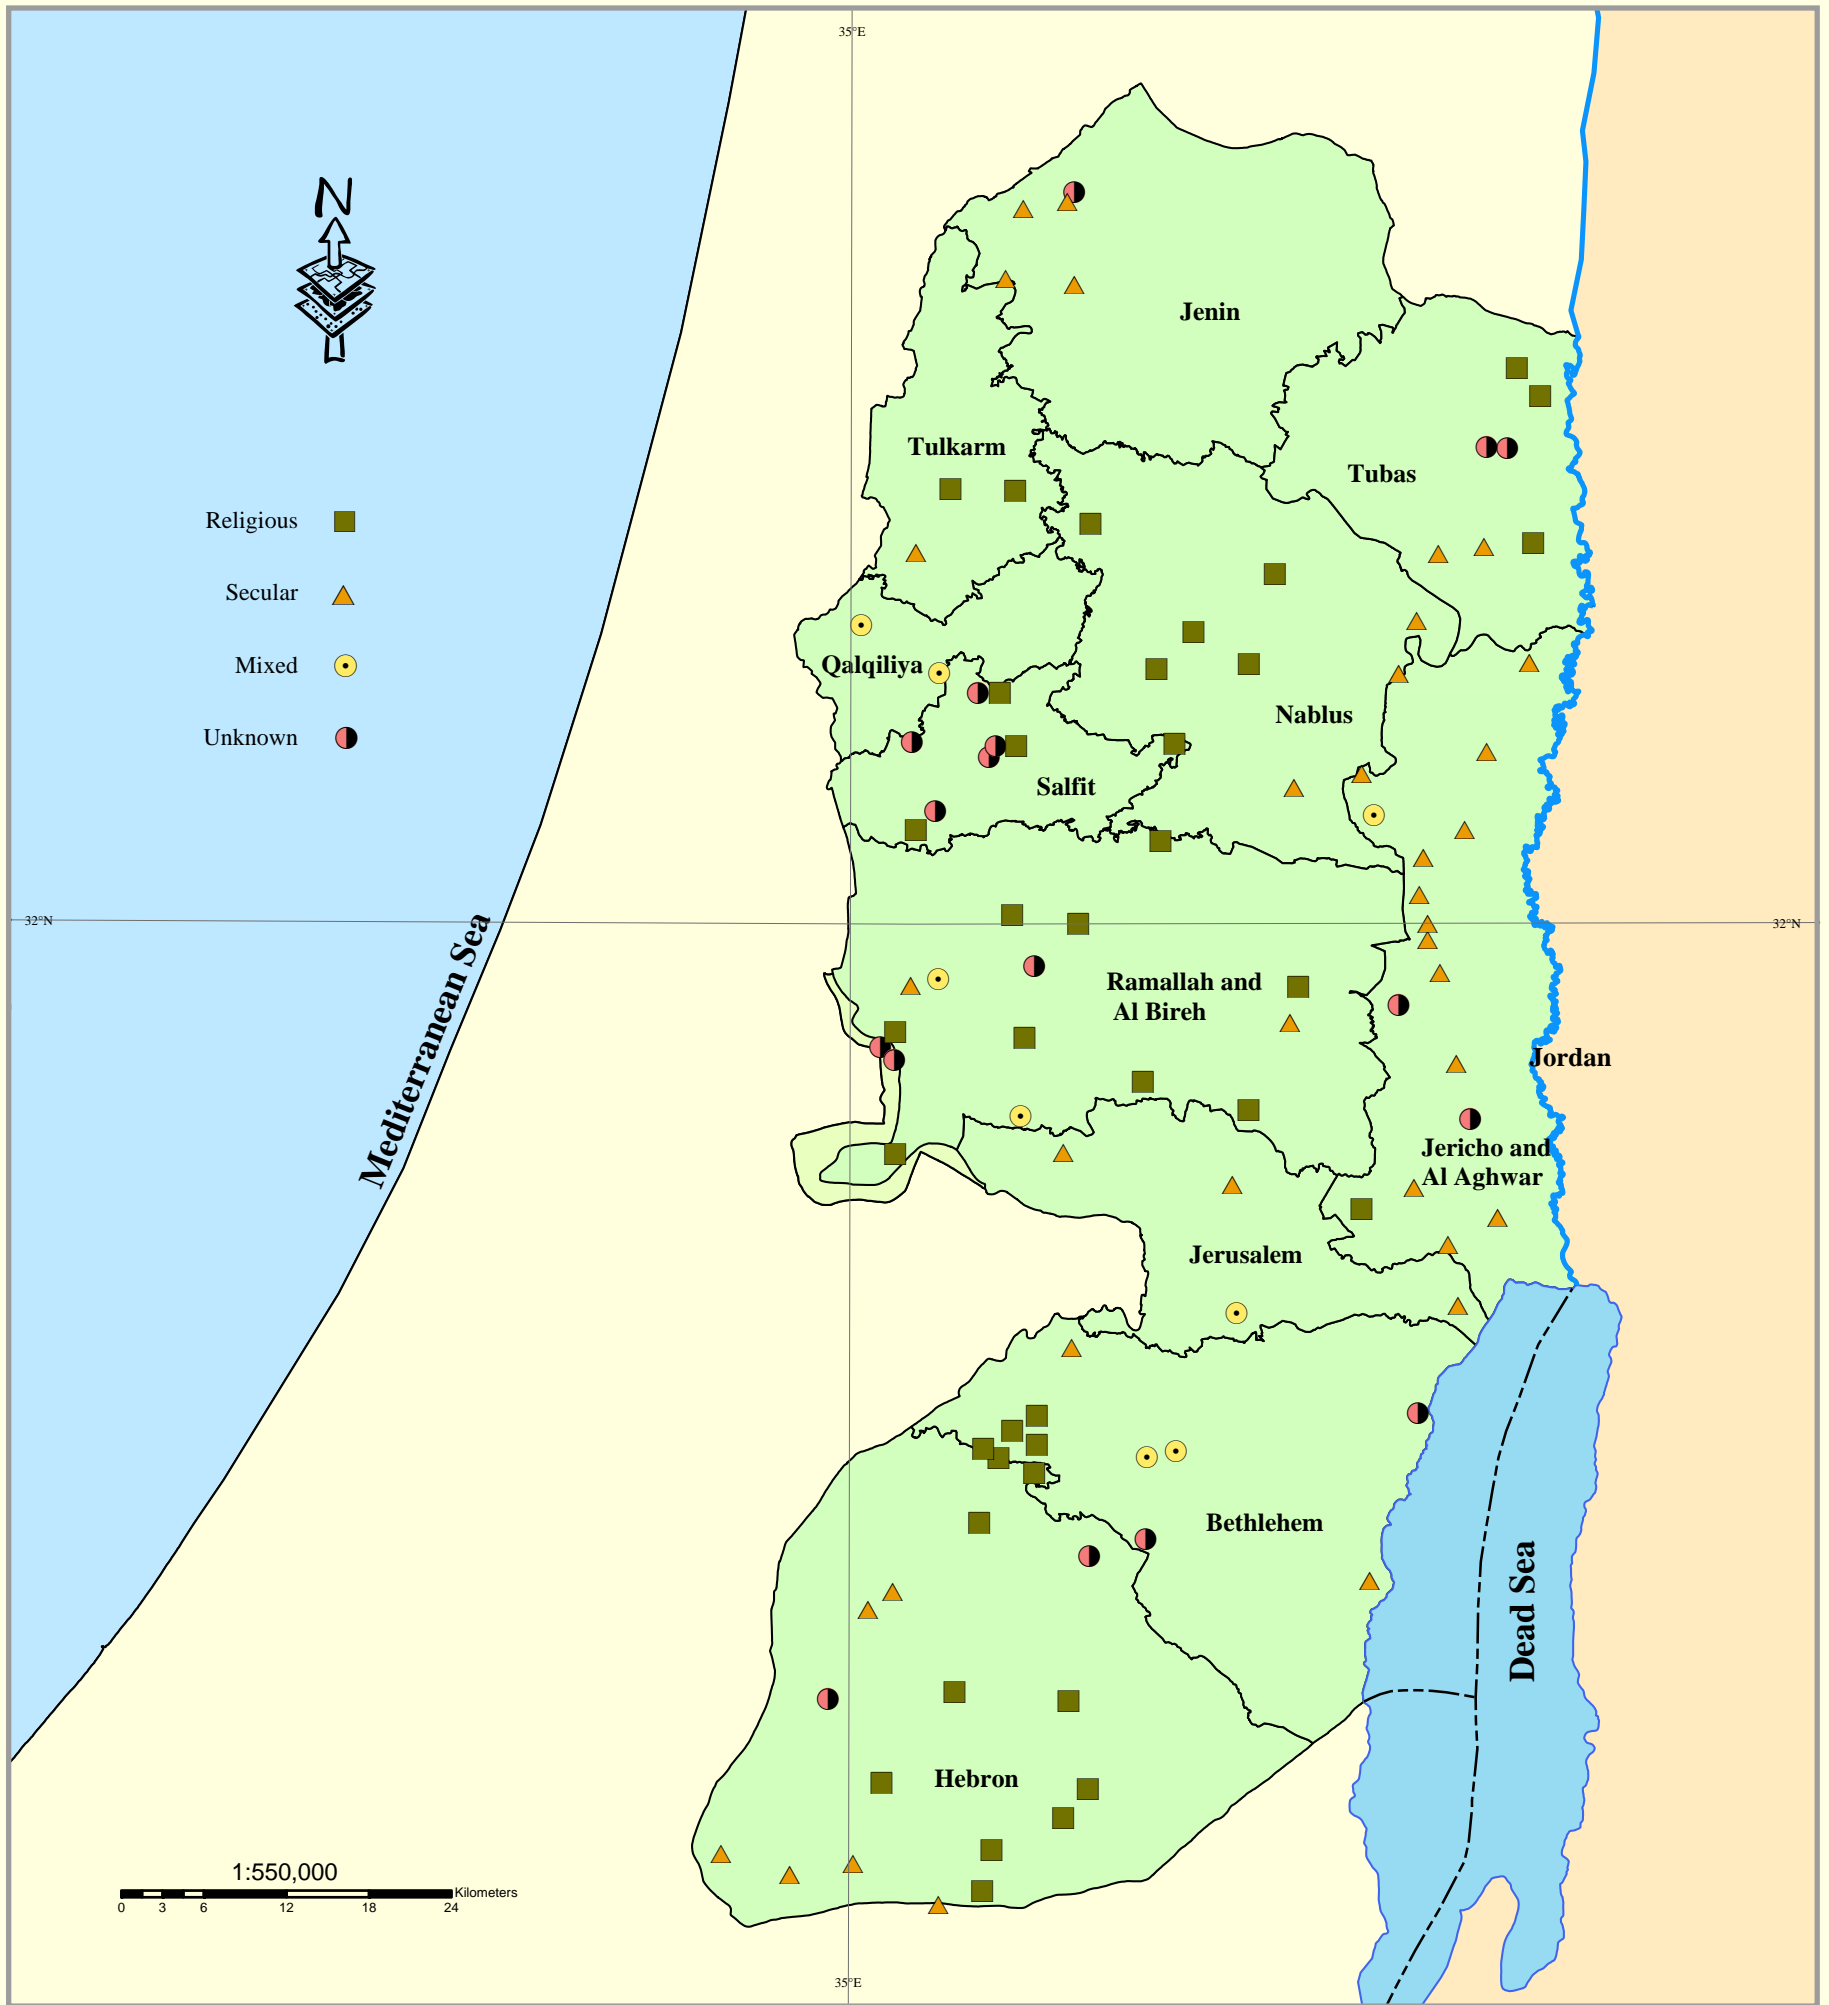 35°E
N
Jenin
Tulkarm
Tubas
Religious
Secular
Mixed
Unknown
Qalqiliya
Nablus
Salfit
32°N
32°N
Mediterranean Sea
Ramallah and
Al Bireh
Jordan
Jericho and
Al Aghwar
Jerusalem
Bethlehem
Dead Sea
Hebron
1:550,000
Kilometers
0 3 6 12 18 24
35°E